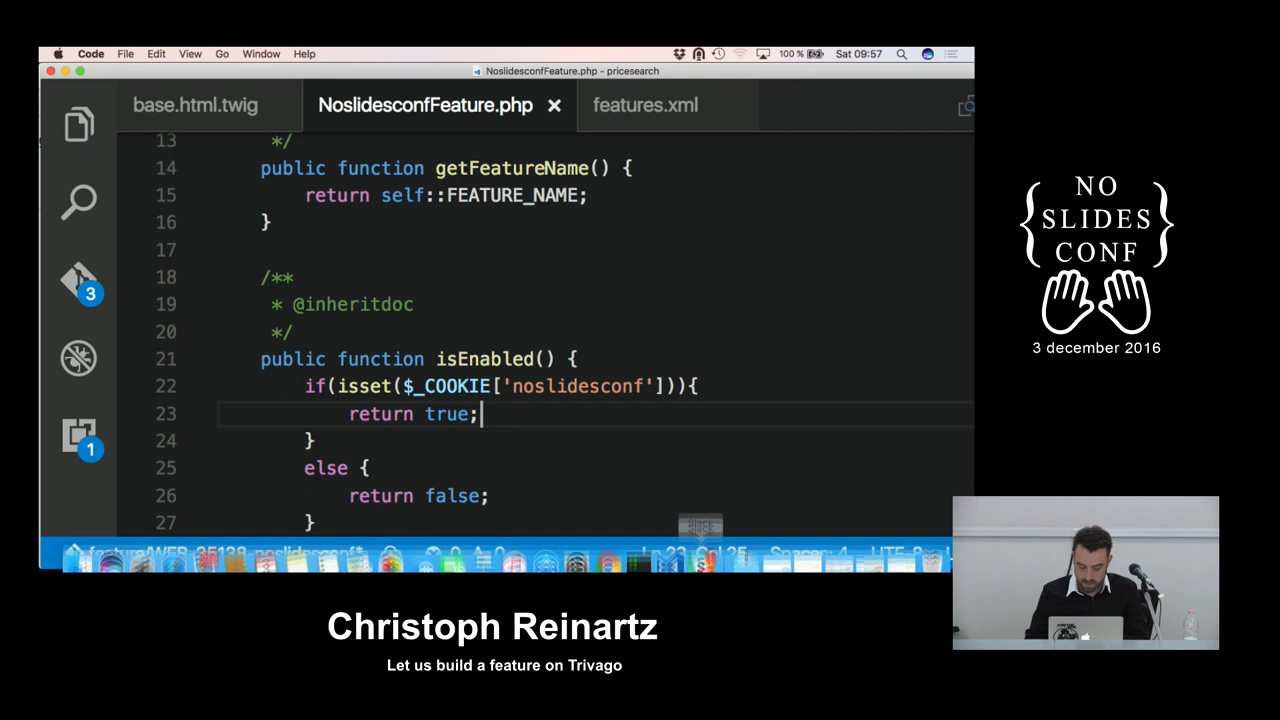 Code File Edit View Go Window Help 100 % Sat 09:57
NoslidesconfFeature.php - pricesearch
base.html.twig NoslidesconfFeature.php × features.xml
13 */
14 public function getFeatureName() {
15 return self::FEATURE_NAME;
16 }
17
18 /**
19 * @inheritdoc
20 */
21 public function isEnabled() {
22 if(isset($_COOKIE['noslidesconf'])){
23 return true;
24 }
25 else {
26 return false;
27 }
3
1
NO
SLIDES
CONF
3 december 2016
Christoph Reinartz
Let us build a feature on Trivago